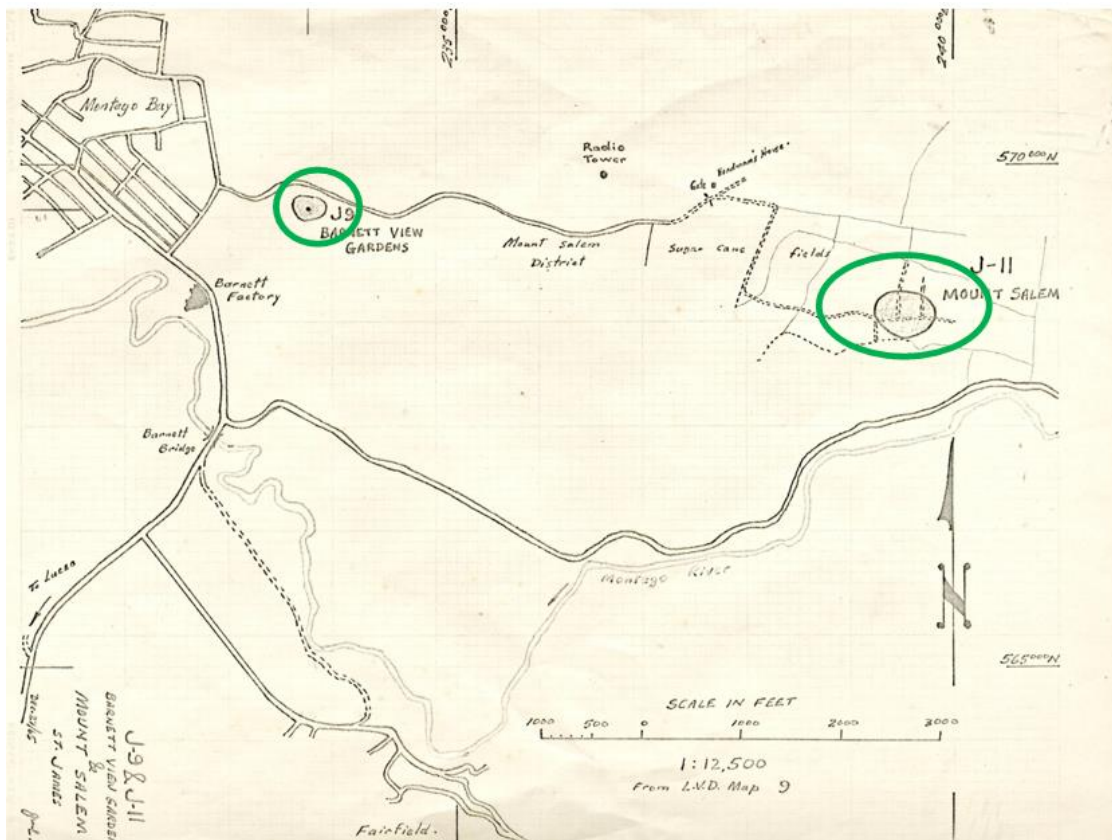 235 000
240 000
Montego Bay
Radio
Tower
570 000 N
Gate
House.
J9
BARNETT VIEW
GARDENS
Mount Salem
District
Sugar Cane
fields
J-11
MOUNT SALEM
Barnett
Factory
Barnett
Bridge
To Lucea
Montego River
N
565 000 N
SCALE IN FEET
1000 500 0 1000 2000 3000
1:12,500
From L.V.D. Map 9
J-9 & J-11
BARNETT VIEW GARDE
&
MOUNT SALEM
ST. JAMES
Fairfield.